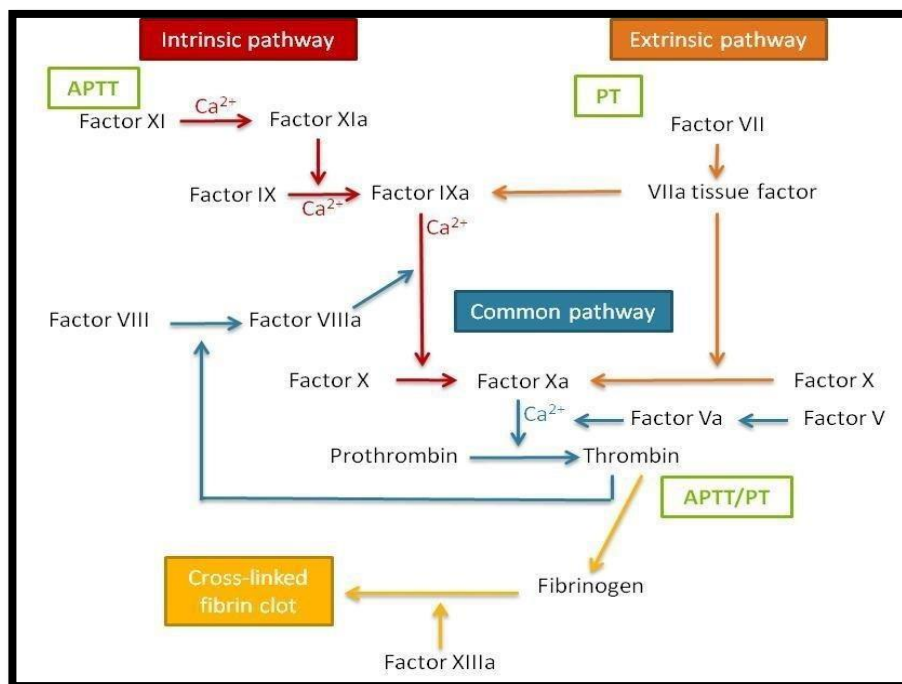 Intrinsic pathway
Extrinsic pathway
APTT
PT
Factor XI
Ca²⁺
Factor XIa
Factor VII
Factor IX
Ca²⁺
Factor IXa
VIIa tissue factor
Ca²⁺
Factor VIII
Factor VIIIa
Common pathway
Factor X
Factor Xa
Factor X
Ca²⁺
Factor Va
Factor V
Prothrombin
Thrombin
APTT/PT
Cross-linked
fibrin clot
Fibrinogen
Factor XIIIa